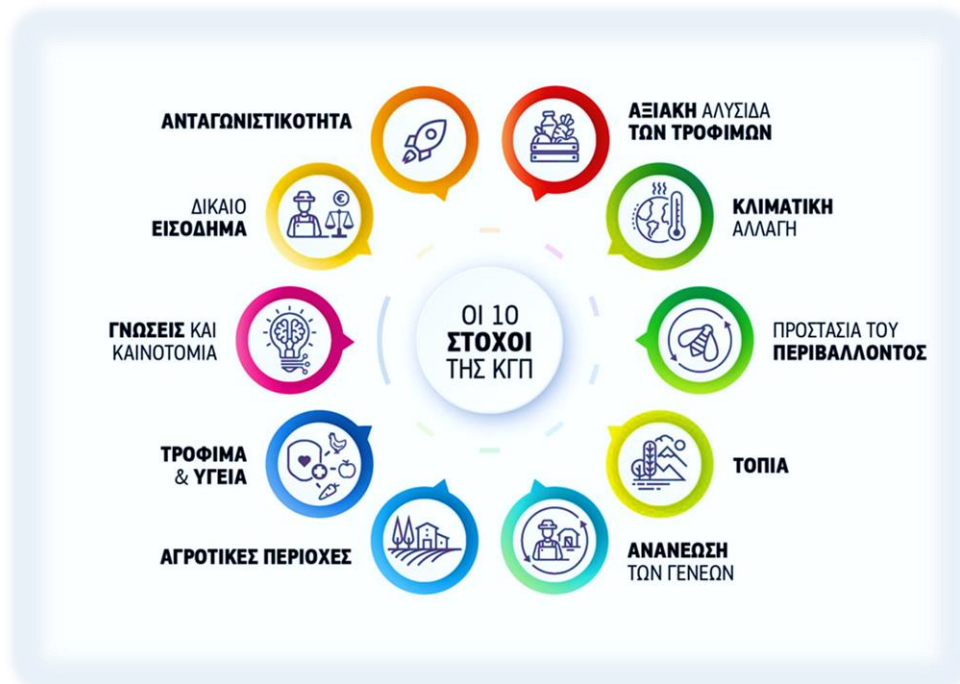 ΑΝΤΑΓΩΝΙΣΤΙΚΟΤΗΤΑ
ΑΞΙΑΚΗ ΑΛΥΣΙΔΑ
ΤΩΝ ΤΡΟΦΙΜΩΝ
ΔΙΚΑΙΟ
ΕΙΣΟΔΗΜΑ
ΚΛΙΜΑΤΙΚΗ
ΑΛΛΑΓΗ
ΓΝΩΣΕΙΣ ΚΑΙ
ΚΑΙΝΟΤΟΜΙΑ
ΟΙ 10
ΣΤΟΧΟΙ
ΤΗΣ ΚΓΠ
ΠΡΟΣΤΑΣΙΑ ΤΟΥ
ΠΕΡΙΒΑΛΛΟΝΤΟΣ
ΤΡΟΦΙΜΑ
& ΥΓΕΙΑ
ΤΟΠΙΑ
ΑΓΡΟΤΙΚΕΣ ΠΕΡΙΟΧΕΣ
ΑΝΑΝΕΩΣΗ
ΤΩΝ ΓΕΝΕΩΝ